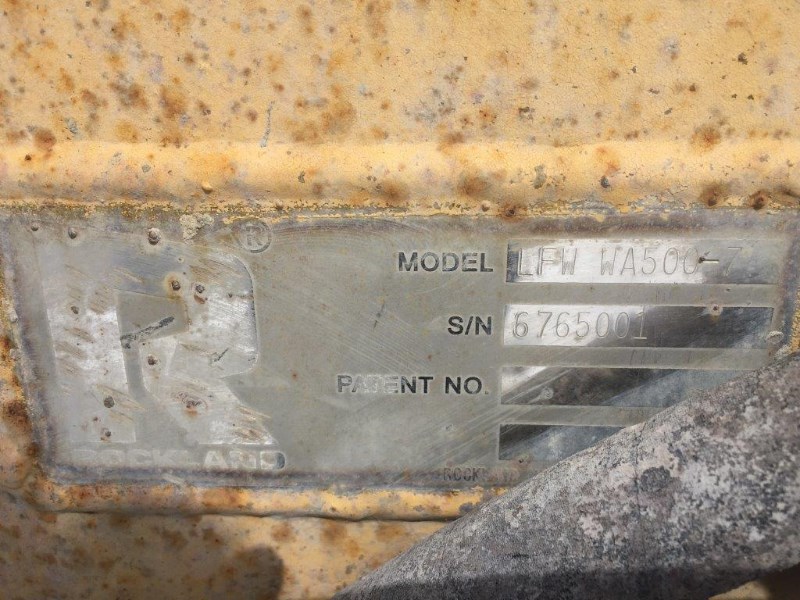 ®
MODEL LFW WA500-7
S/N 6765001
PATENT NO.
R
ROCKLAND